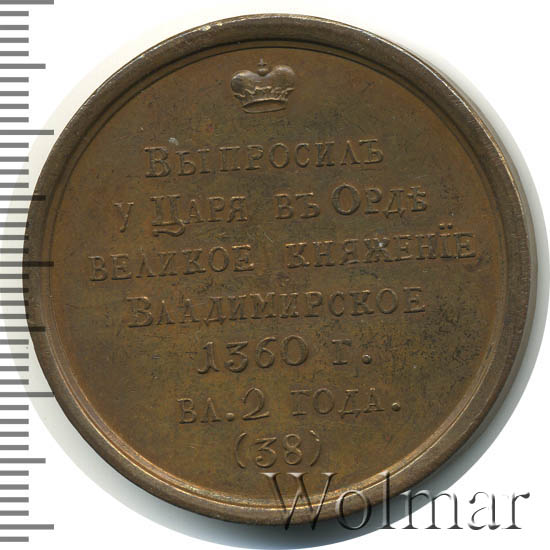 Выпросилъ
у Царя въ Ордѣ
великое княженіе
Владимирское
1360 г.
вл. 2 года.
(38)
Wolmar